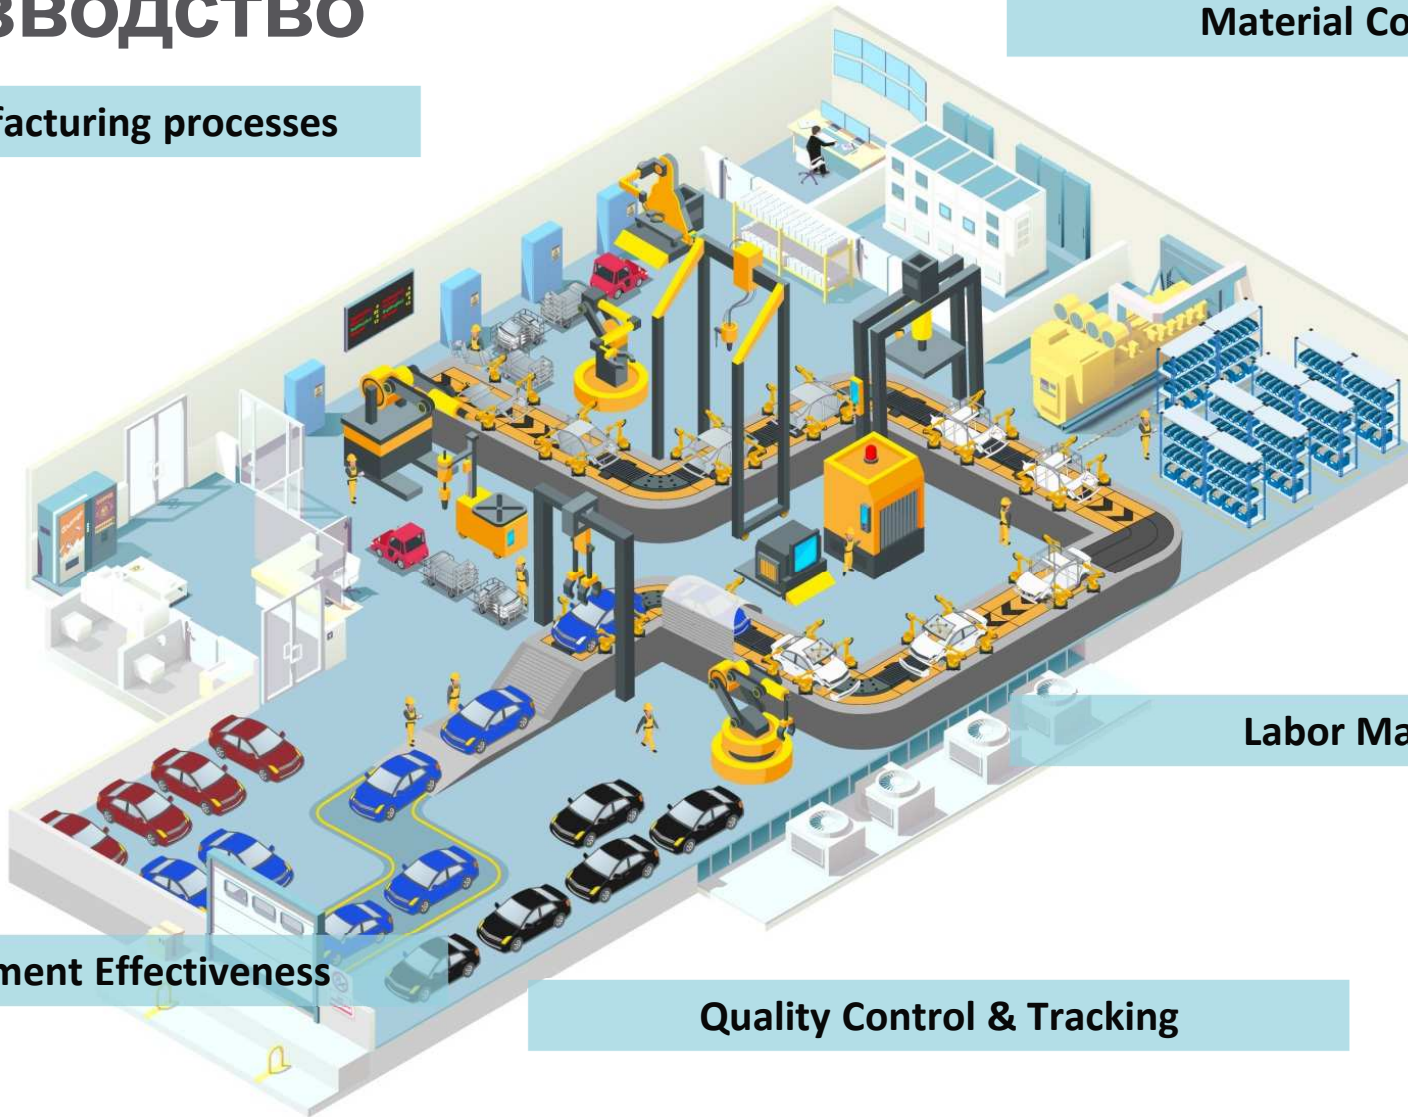 зводство
Material Co
facturing processes
Labor Ma
ment Effectiveness
Quality Control & Tracking